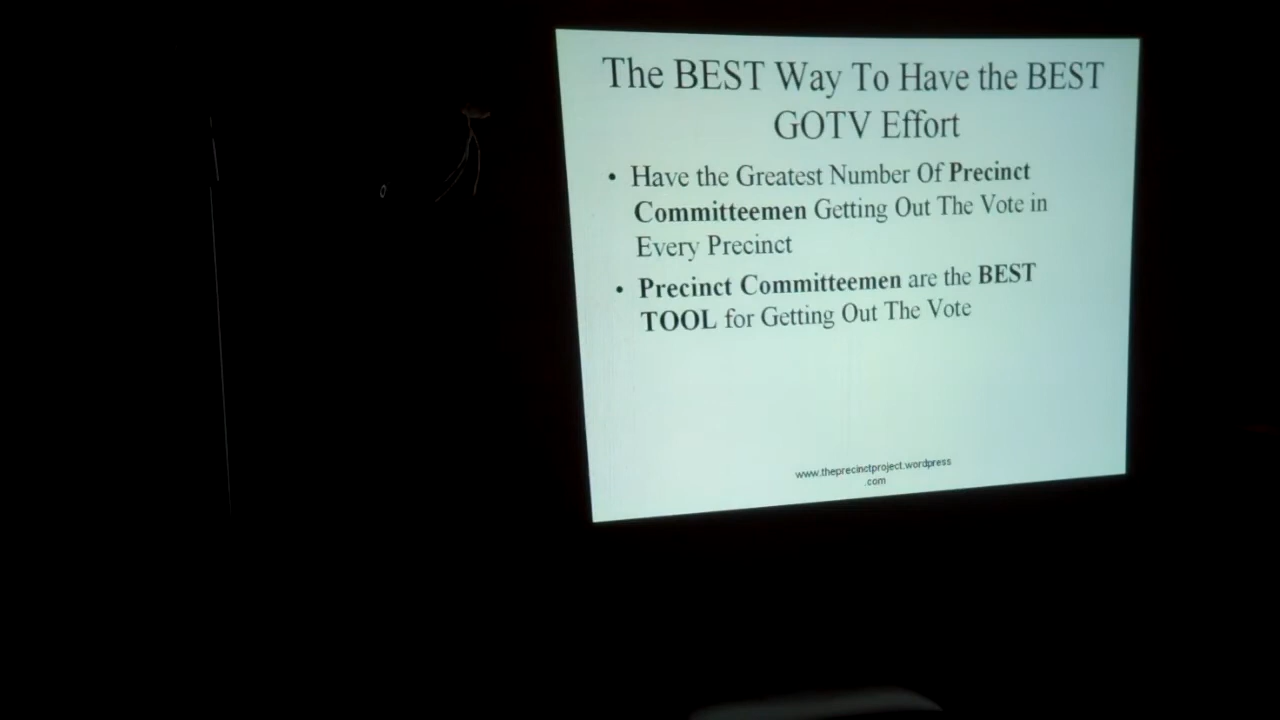 The BEST Way To Have the BEST
GOTV Effort
• Have the Greatest Number Of Precinct
Committeemen Getting Out The Vote in
Every Precinct
• Precinct Committeemen are the BEST
TOOL for Getting Out The Vote
www.theprecinctproject.wordpress
.com